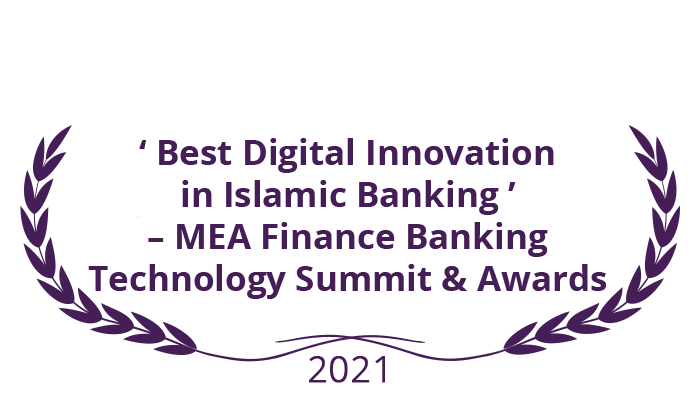 ‘ Best Digital Innovation
in Islamic Banking ’
– MEA Finance Banking
Technology Summit & Awards
2021